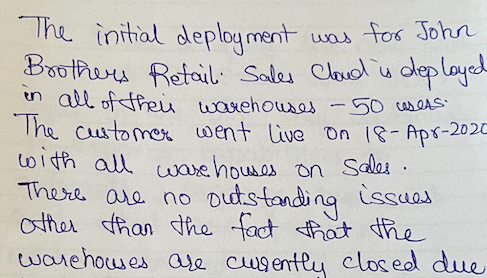 The initial deployment was for John
Brothers Retail. Sales Cloud is deployed
in all of their warehouses - 50 users.
The customer went live on 18-Apr-2020
with all warehouses on Sales.
There are no outstanding issues
other than the fact that the
warehouses are currently closed due